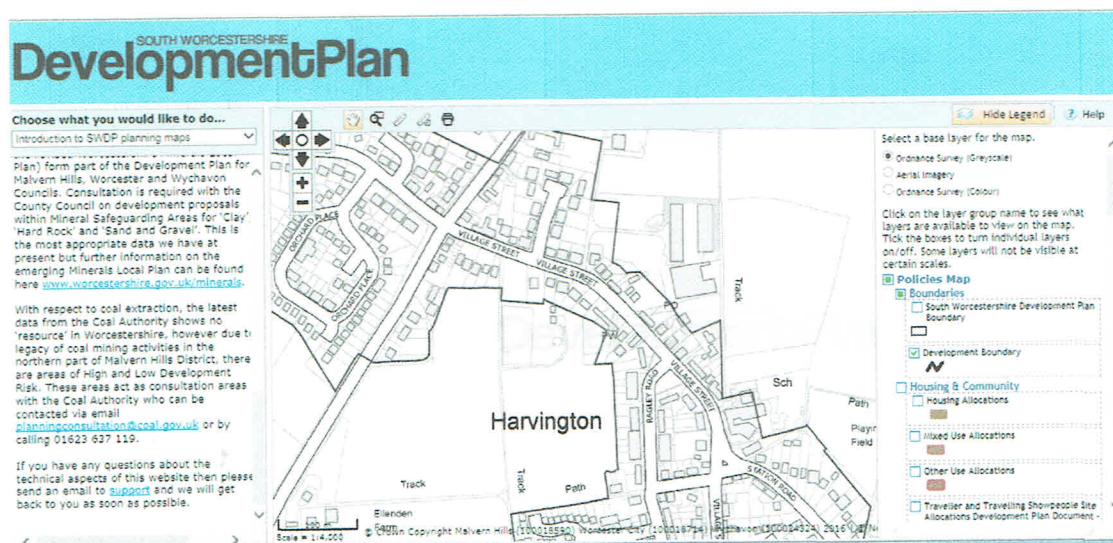 SOUTH WORCESTERSHIRE
DevelopmentPlan
Choose what you would like to do...
Introduction to SWDP planning maps
Plan) form part of the Development Plan for
Malvern Hills, Worcester and Wychavon
Councils. Consultation is required with the
County Council on development proposals
within Mineral Safeguarding Areas for 'Clay'
'Hard Rock' and 'Sand and Gravel'. This is
the most appropriate data we have at
present but further information on the
emerging Minerals Local Plan can be found
here www.worcestershire.gov.uk/minerals.
With respect to coal extraction, the latest
data from the Coal Authority shows no
'resource' in Worcestershire, however due to
legacy of coal mining activities in the
northern part of Malvern Hills District, there
are areas of High and Low Development
Risk. These areas act as consultation areas
with the Coal Authority who can be
contacted via email
planningconsultation@coal.gov.uk or by
calling 01623 637 119.
If you have any questions about the
technical aspects of this website then please
send an email to support and we will get
back to you as soon as possible.
ORCHARD PLACE
ORCHARD PLACE
VILLAGE STREET
VILLAGE STREET
VILLAGE STREET
RAGLEY ROAD
STATION ROAD
Harvington
Track
Track
Track
Path
Path
Sch
Playing
Field
Ellenden
Farm
200 m
Scale = 1:4,000
© Crown Copyright Malvern Hills (100018590) Worcester City (100018714) Wychavon (100024324) 2016
Hide Legend
? Help
Select a base layer for the map.
Ordnance Survey (Greyscale)
Aerial Imagery
Ordnance Survey (Colour)
Click on the layer group name to see what
layers are available to view on the map.
Tick the boxes to turn individual layers
on/off. Some layers will not be visible at
certain scales.
Policies Map
Boundaries
South Worcestershire Development Plan
Boundary
Development Boundary
Housing & Community
Housing Allocations
Mixed Use Allocations
Other Use Allocations
Traveller and Travelling Showpeople Site
Allocations Development Plan Document -